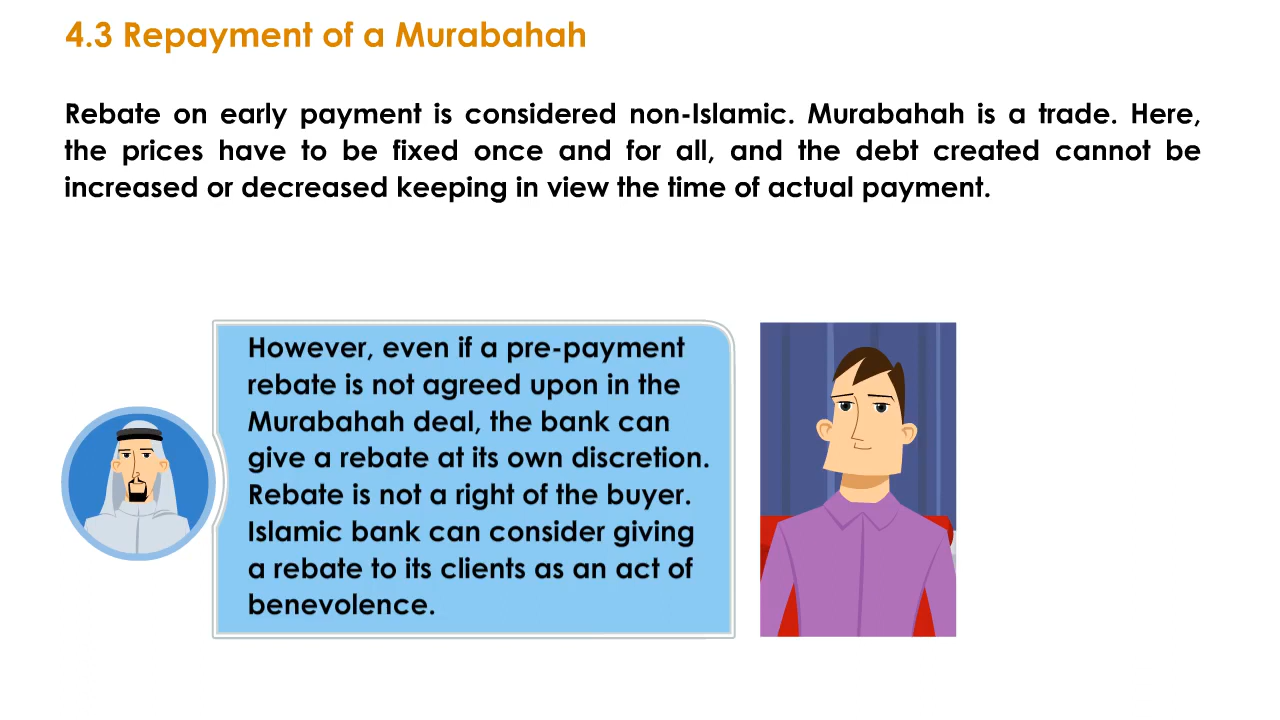 4.3 Repayment of a Murabahah
Rebate on early payment is considered non-Islamic. Murabahah is a trade. Here,
the prices have to be fixed once and for all, and the debt created cannot be
increased or decreased keeping in view the time of actual payment.
However, even if a pre-payment
rebate is not agreed upon in the
Murabahah deal, the bank can
give a rebate at its own discretion.
Rebate is not a right of the buyer.
Islamic bank can consider giving
a rebate to its clients as an act of
benevolence.